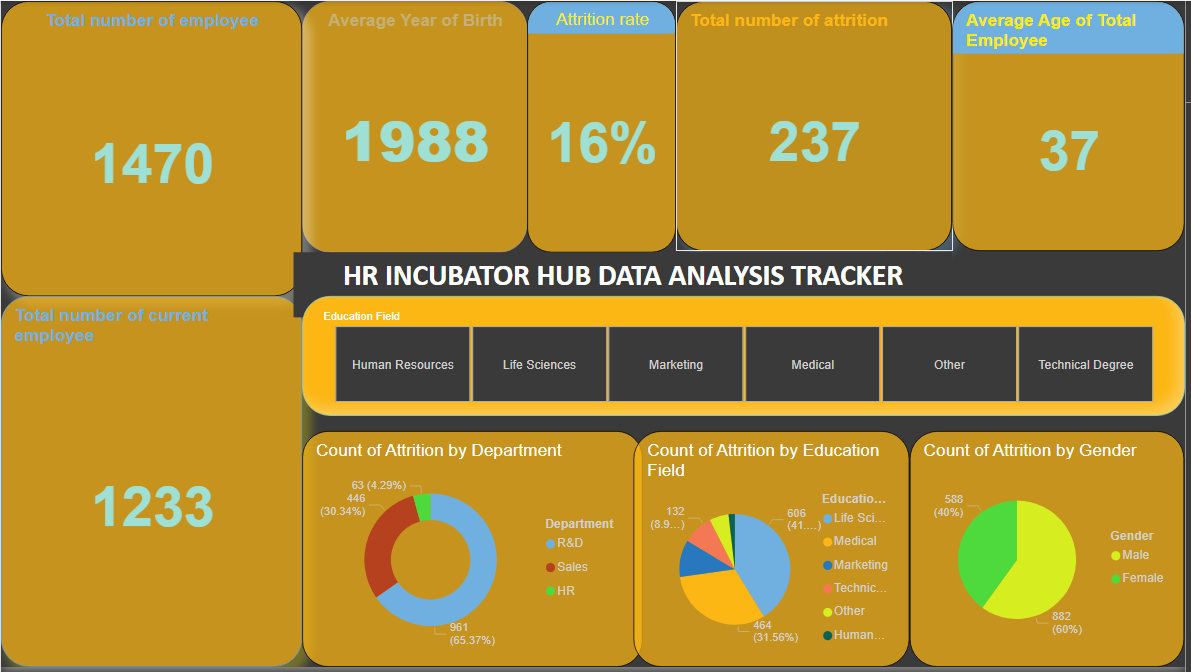 Total number of employee
1470
Average Year of Birth
1988
Attrition rate
16%
Total number of attrition
237
Average Age of Total
Employee
37
HR INCUBATOR HUB DATA ANALYSIS TRACKER
Total number of current
employee
1233
Education Field
Human Resources
Life Sciences
Marketing
Medical
Other
Technical Degree
Count of Attrition by Department
63 (4.29%)
446
(30.34%)
961
(65.37%)
Department
R&D
Sales
HR
Count of Attrition by Education
Field
132
(8.9...)
606
(41....)
464
(31.56%)
Educatio...
Life Sci...
Medical
Marketing
Technic...
Other
Human...
Count of Attrition by Gender
588
(40%)
882
(60%)
Gender
Male
Female